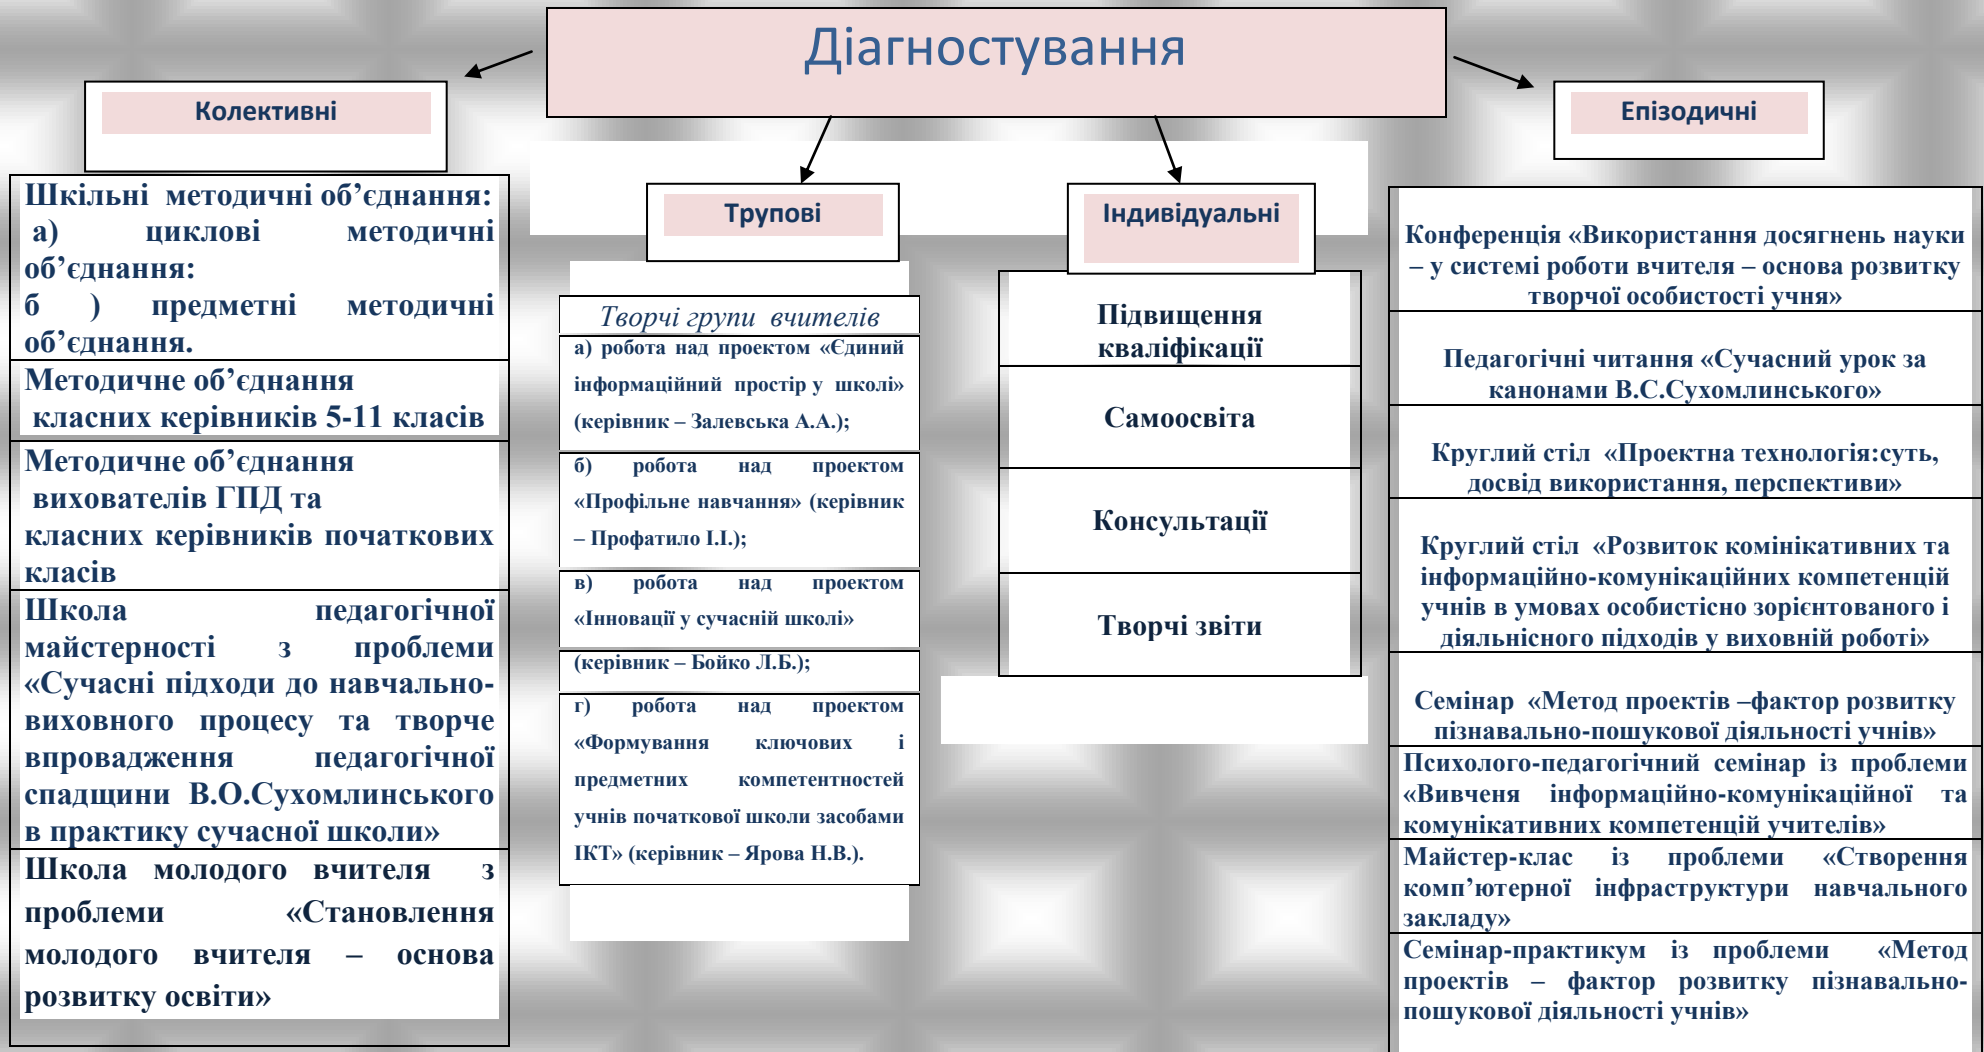 Діагностування
Колективні
Шкільні методичні об’єднання:
а) циклові методичні
об’єднання:
б ) предметні методичні
об’єднання.
Методичне об’єднання
класних керівників 5-11 класів
Методичне об’єднання
вихователів ГПД та
класних керівників початкових
класів
Школа педагогічної
майстерності з проблеми
«Сучасні підходи до навчально-
виховного процесу та творче
впровадження педагогічної
спадщини В.О.Сухомлинського
в практику сучасної школи»
Школа молодого вчителя з
проблеми «Становлення
молодого вчителя – основа
розвитку освіти»
Трупові
Творчі групи вчителів
а) робота над проектом «Єдиний
інформаційний простір у школі»
(керівник – Залевська А.А.);
б) робота над проектом
«Профільне навчання» (керівник
– Профатило І.І.);
в) робота над проектом
«Інновації у сучасній школі»
(керівник – Бойко Л.Б.);
г) робота над проектом
«Формування ключових і
предметних компетентностей
учнів початкової школи засобами
ІКТ» (керівник – Ярова Н.В.).
Індивідуальні
Підвищення
кваліфікації
Самоосвіта
Консультації
Творчі звіти
Епізодичні
Конференція «Використання досягнень науки
– у системі роботи вчителя – основа розвитку
творчої особистості учня»
Педагогічні читання «Сучасний урок за
канонами В.С.Сухомлинського»
Круглий стіл «Проектна технологія:суть,
досвід використання, перспективи»
Круглий стіл «Розвиток комінікативних та
інформаційно-комунікаційних компетенцій
учнів в умовах особистісно зорієнтованого і
діяльнісного підходів у виховній роботі»
Семінар «Метод проектів –фактор розвитку
пізнавально-пошукової діяльності учнів»
Психолого-педагогічний семінар із проблеми
«Вивченя інформаційно-комунікаційної та
комунікативних компетенцій учителів»
Майстер-клас із проблеми «Створення
комп’ютерної інфраструктури навчального
закладу»
Семінар-практикум із проблеми «Метод
проектів – фактор розвитку пізнавально-
пошукової діяльності учнів»